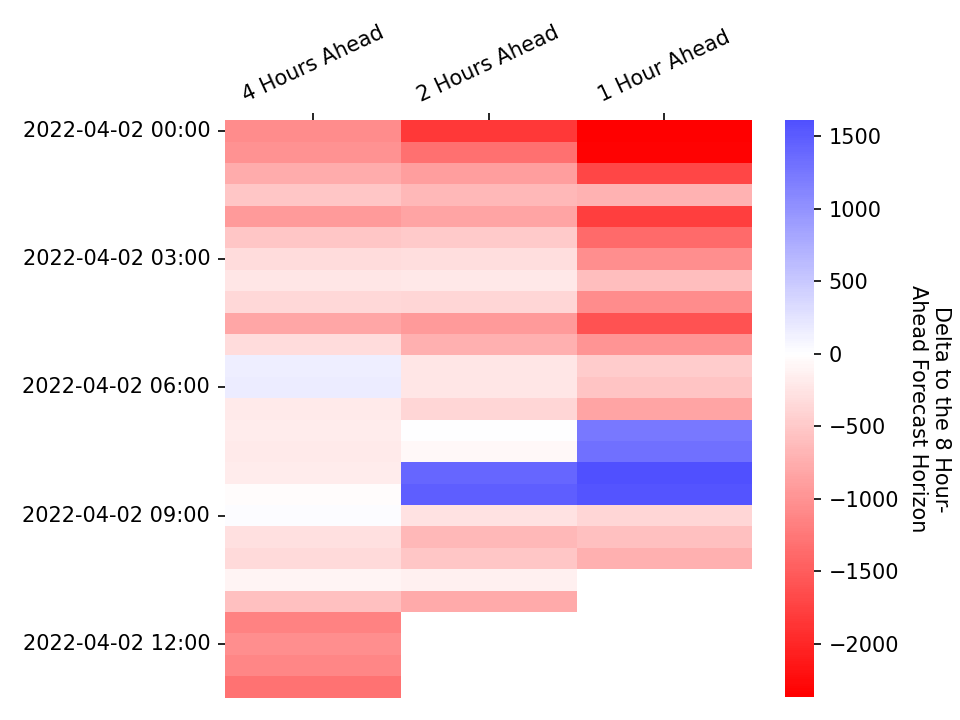 4 Hours Ahead
2 Hours Ahead
1 Hour Ahead
2022-04-02 00:00
2022-04-02 03:00
2022-04-02 06:00
2022-04-02 09:00
2022-04-02 12:00
1500
1000
500
0
−500
−1000
−1500
−2000
Delta to the 8 Hour-
Ahead Forecast Horizon